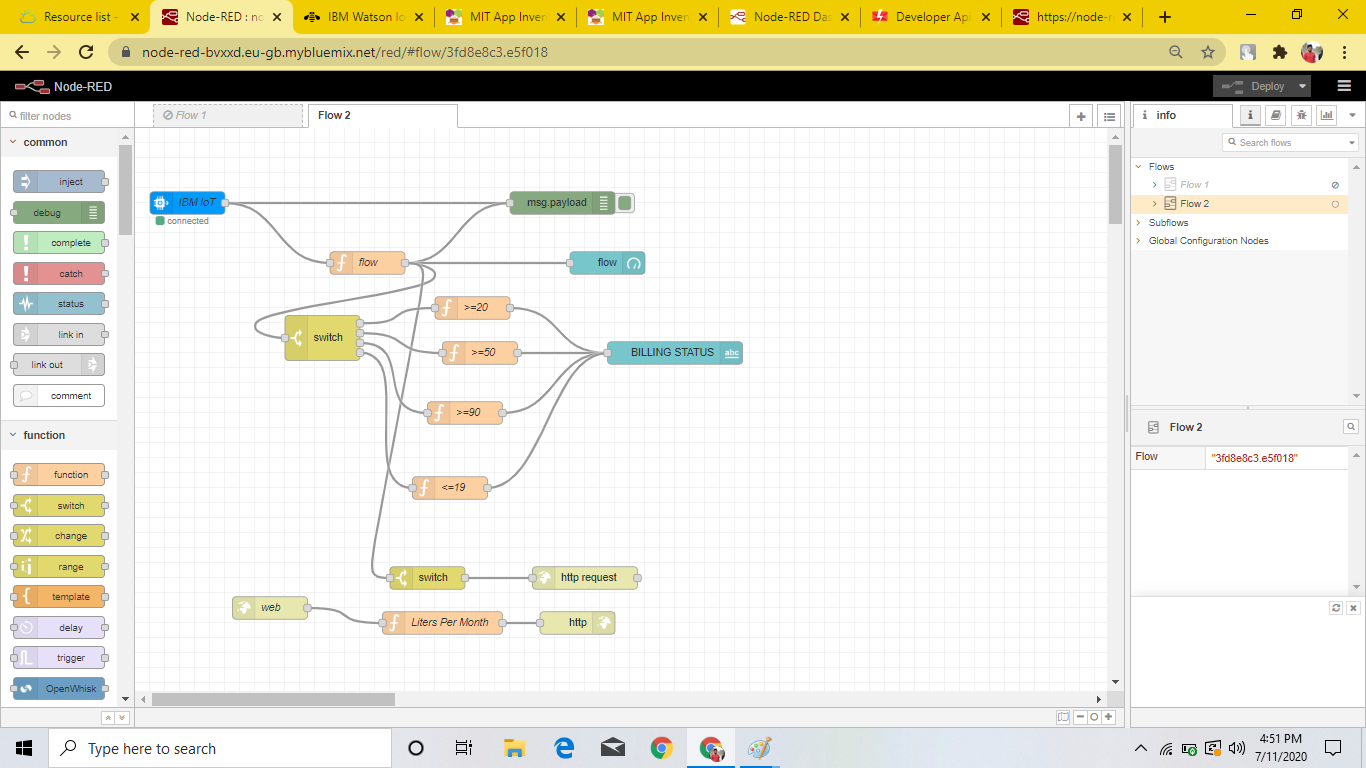 Resource list -
Node-RED : no
IBM Watson Io
MIT App Inven
MIT App Inven
Node-RED Das
Developer Api
https://node-r
node-red-bvxxd.eu-gb.mybluemix.net/red/#flow/3fd8e8c3.e5f018
Node-RED
Deploy
filter nodes
Flow 1
Flow 2
info
Search flows
common
inject
debug
complete
catch
status
link in
link out
comment
function
function
switch
change
range
template
delay
trigger
OpenWhisk
IBM IoT
connected
msg.payload
flow
flow
>=20
switch
>=50
BILLING STATUS
abc
>=90
<=19
switch
http request
web
Liters Per Month
http
Flows
Flow 1
Flow 2
Subflows
Global Configuration Nodes
Flow 2
Flow
"3fd8e8c3.e5f018"
Type here to search
4:51 PM
7/11/2020